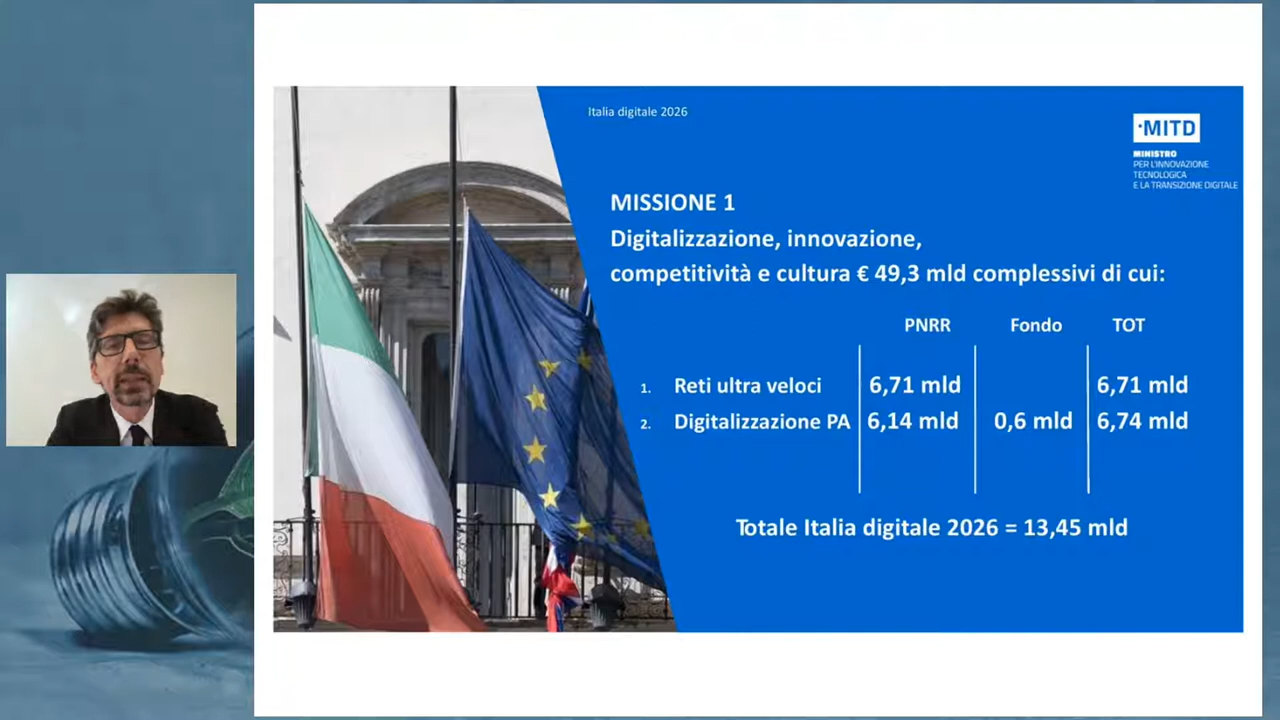 Italia digitale 2026
·MITD
MINISTRO
PER L'INNOVAZIONE
TECNOLOGICA
E LA TRANSIZIONE DIGITALE
MISSIONE 1
Digitalizzazione, innovazione,
competitività e cultura € 49,3 mld complessivi di cui:
PNRR Fondo TOT
1. Reti ultra veloci 6,71 mld 6,71 mld
2. Digitalizzazione PA 6,14 mld 0,6 mld 6,74 mld
Totale Italia digitale 2026 = 13,45 mld